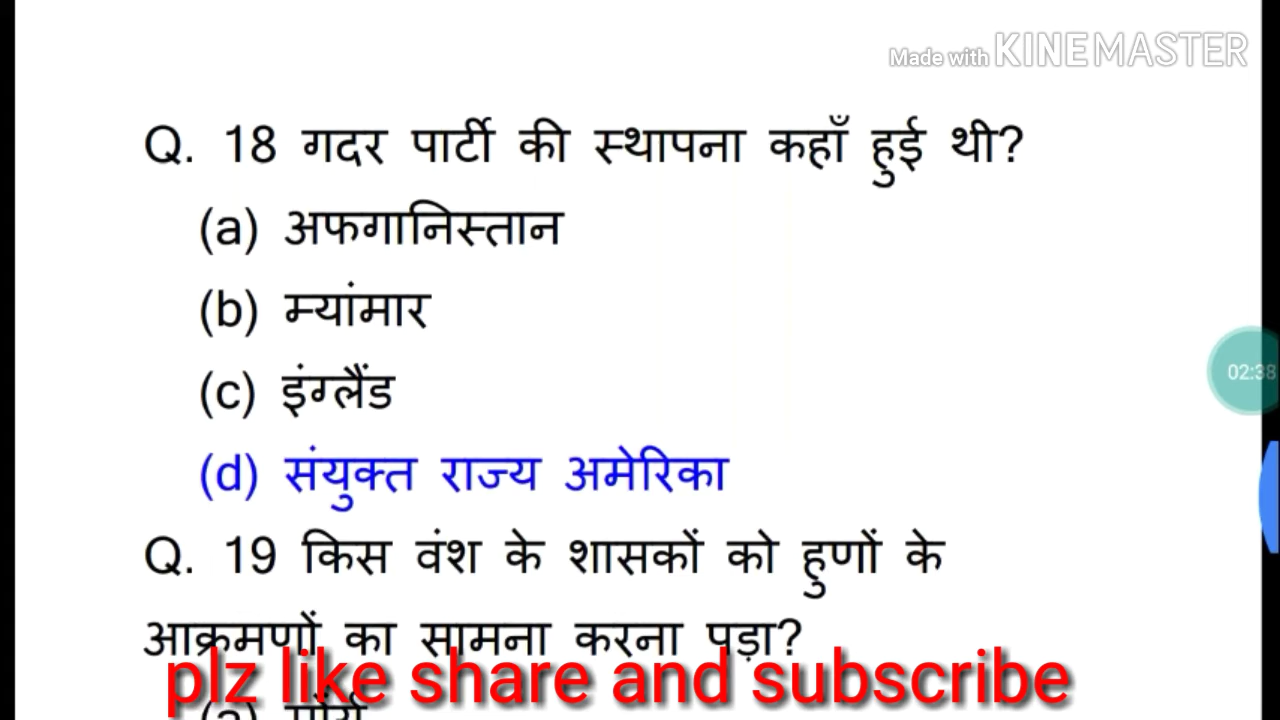 Made with KINEMASTER
Q. 18 गदर पार्टी की स्थापना कहाँ हुई थी?
(a) अफगानिस्तान
(b) म्यांमार
(c) इंग्लैंड
02:38
(d) संयुक्त राज्य अमेरिका
Q. 19 किस वंश के शासकों को हुणों के
आक्रमणों का सामना करना पड़ा?
plz like share and subscribe
(a)